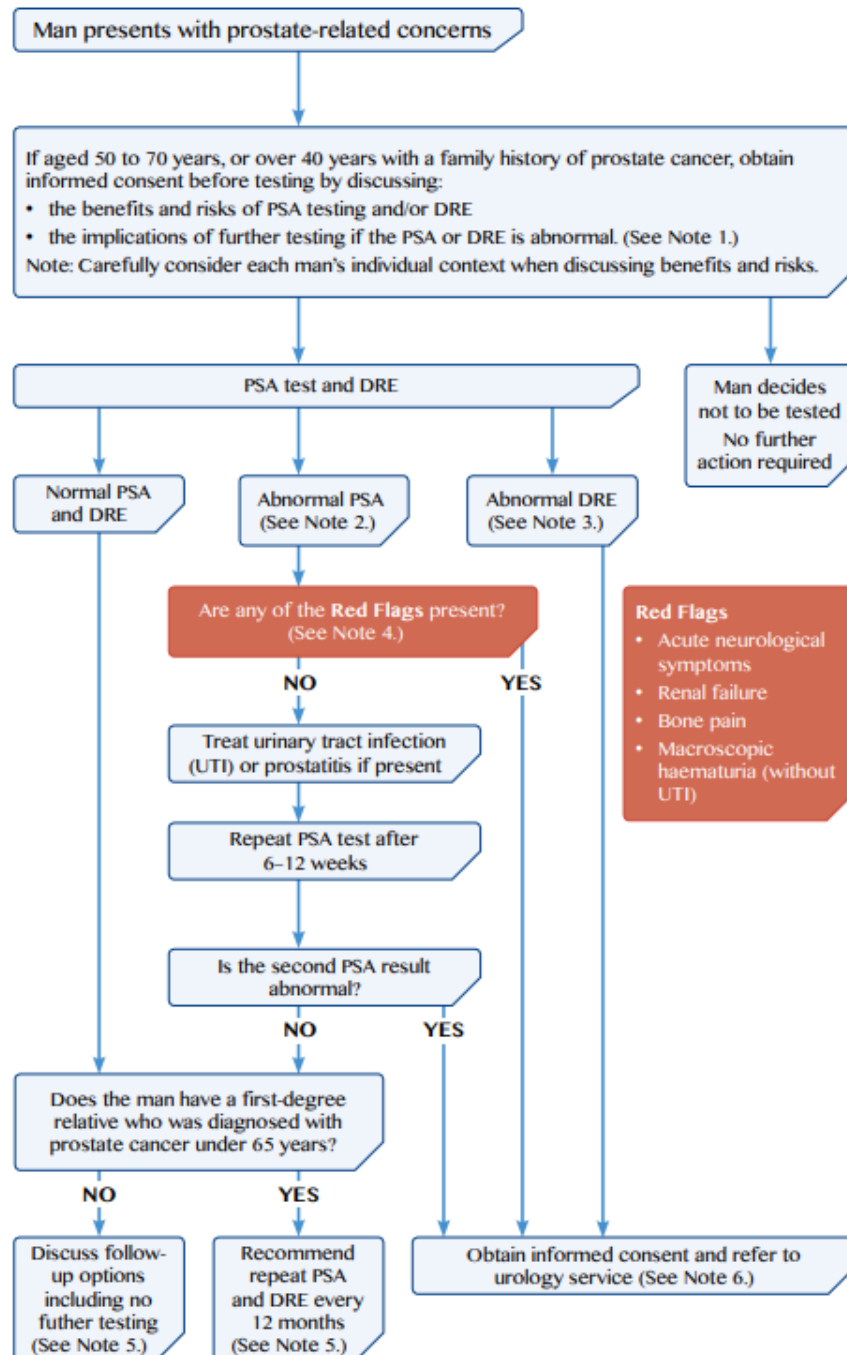 Man presents with prostate-related concerns
If aged 50 to 70 years, or over 40 years with a family history of prostate cancer, obtain
informed consent before testing by discussing:
• the benefits and risks of PSA testing and/or DRE
• the implications of further testing if the PSA or DRE is abnormal. (See Note 1.)
Note: Carefully consider each man's individual context when discussing benefits and risks.
PSA test and DRE
Man decides
not to be tested
No further
action required
Normal PSA
and DRE
Abnormal PSA
(See Note 2.)
Abnormal DRE
(See Note 3.)
Are any of the Red Flags present?
(See Note 4.)
Red Flags
• Acute neurological
symptoms
• Renal failure
• Bone pain
• Macroscopic
haematuria (without
UTI)
NO
YES
Treat urinary tract infection
(UTI) or prostatitis if present
Repeat PSA test after
6–12 weeks
Is the second PSA result
abnormal?
NO
YES
Does the man have a first-degree
relative who was diagnosed with
prostate cancer under 65 years?
NO
YES
Discuss follow-
up options
including no
futher testing
(See Note 5.)
Recommend
repeat PSA
and DRE every
12 months
(See Note 5.)
Obtain informed consent and refer to
urology service (See Note 6.)